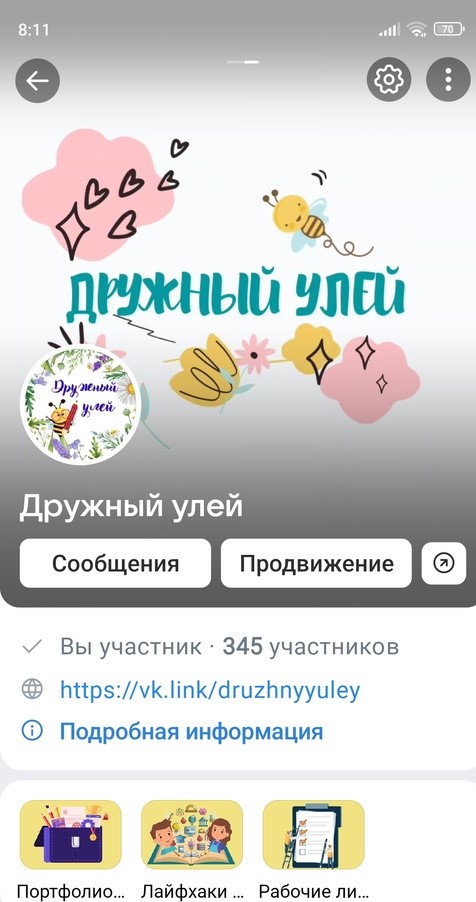 8:11
70
ДРУЖНЫЙ УЛЕЙ
Дружный
улей
Дружный улей
Сообщения
Продвижение
Вы участник · 345 участников
https://vk.link/druzhnyyuley
Подробная информация
Портфолио...
Лайфхаки ...
Рабочие ли...